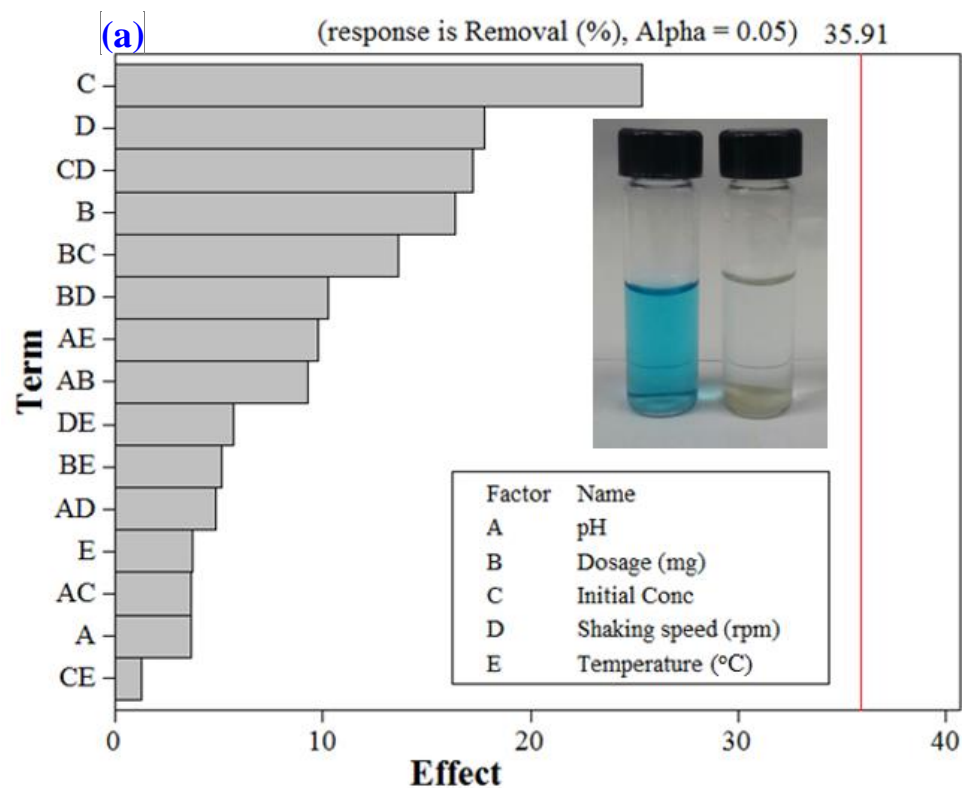 (a)
(response is Removal (%), Alpha = 0.05) 35.91
Term
C
D
CD
B
BC
BD
AE
AB
DE
BE
AD
E
AC
A
CE
Factor Name
A pH
B Dosage (mg)
C Initial Conc
D Shaking speed (rpm)
E Temperature (°C)
0 10 20 30 40
Effect